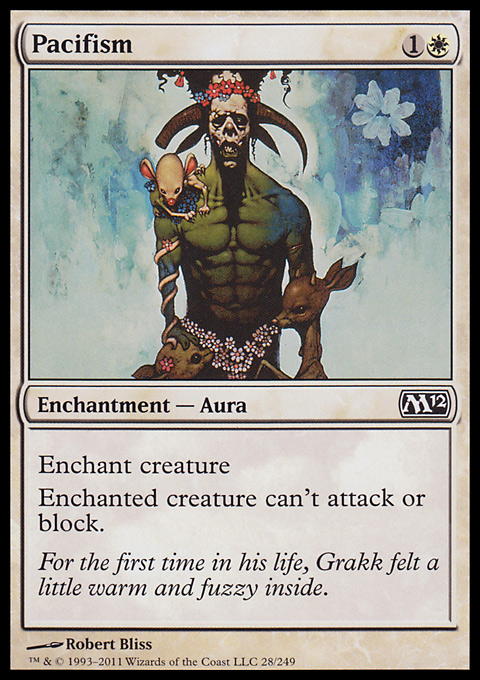 Pacifism 1
Enchantment — Aura M12
Enchant creature
Enchanted creature can't attack or
block.
For the first time in his life, Grakk felt a
little warm and fuzzy inside.
Robert Bliss
™ & © 1993–2011 Wizards of the Coast LLC 28/249